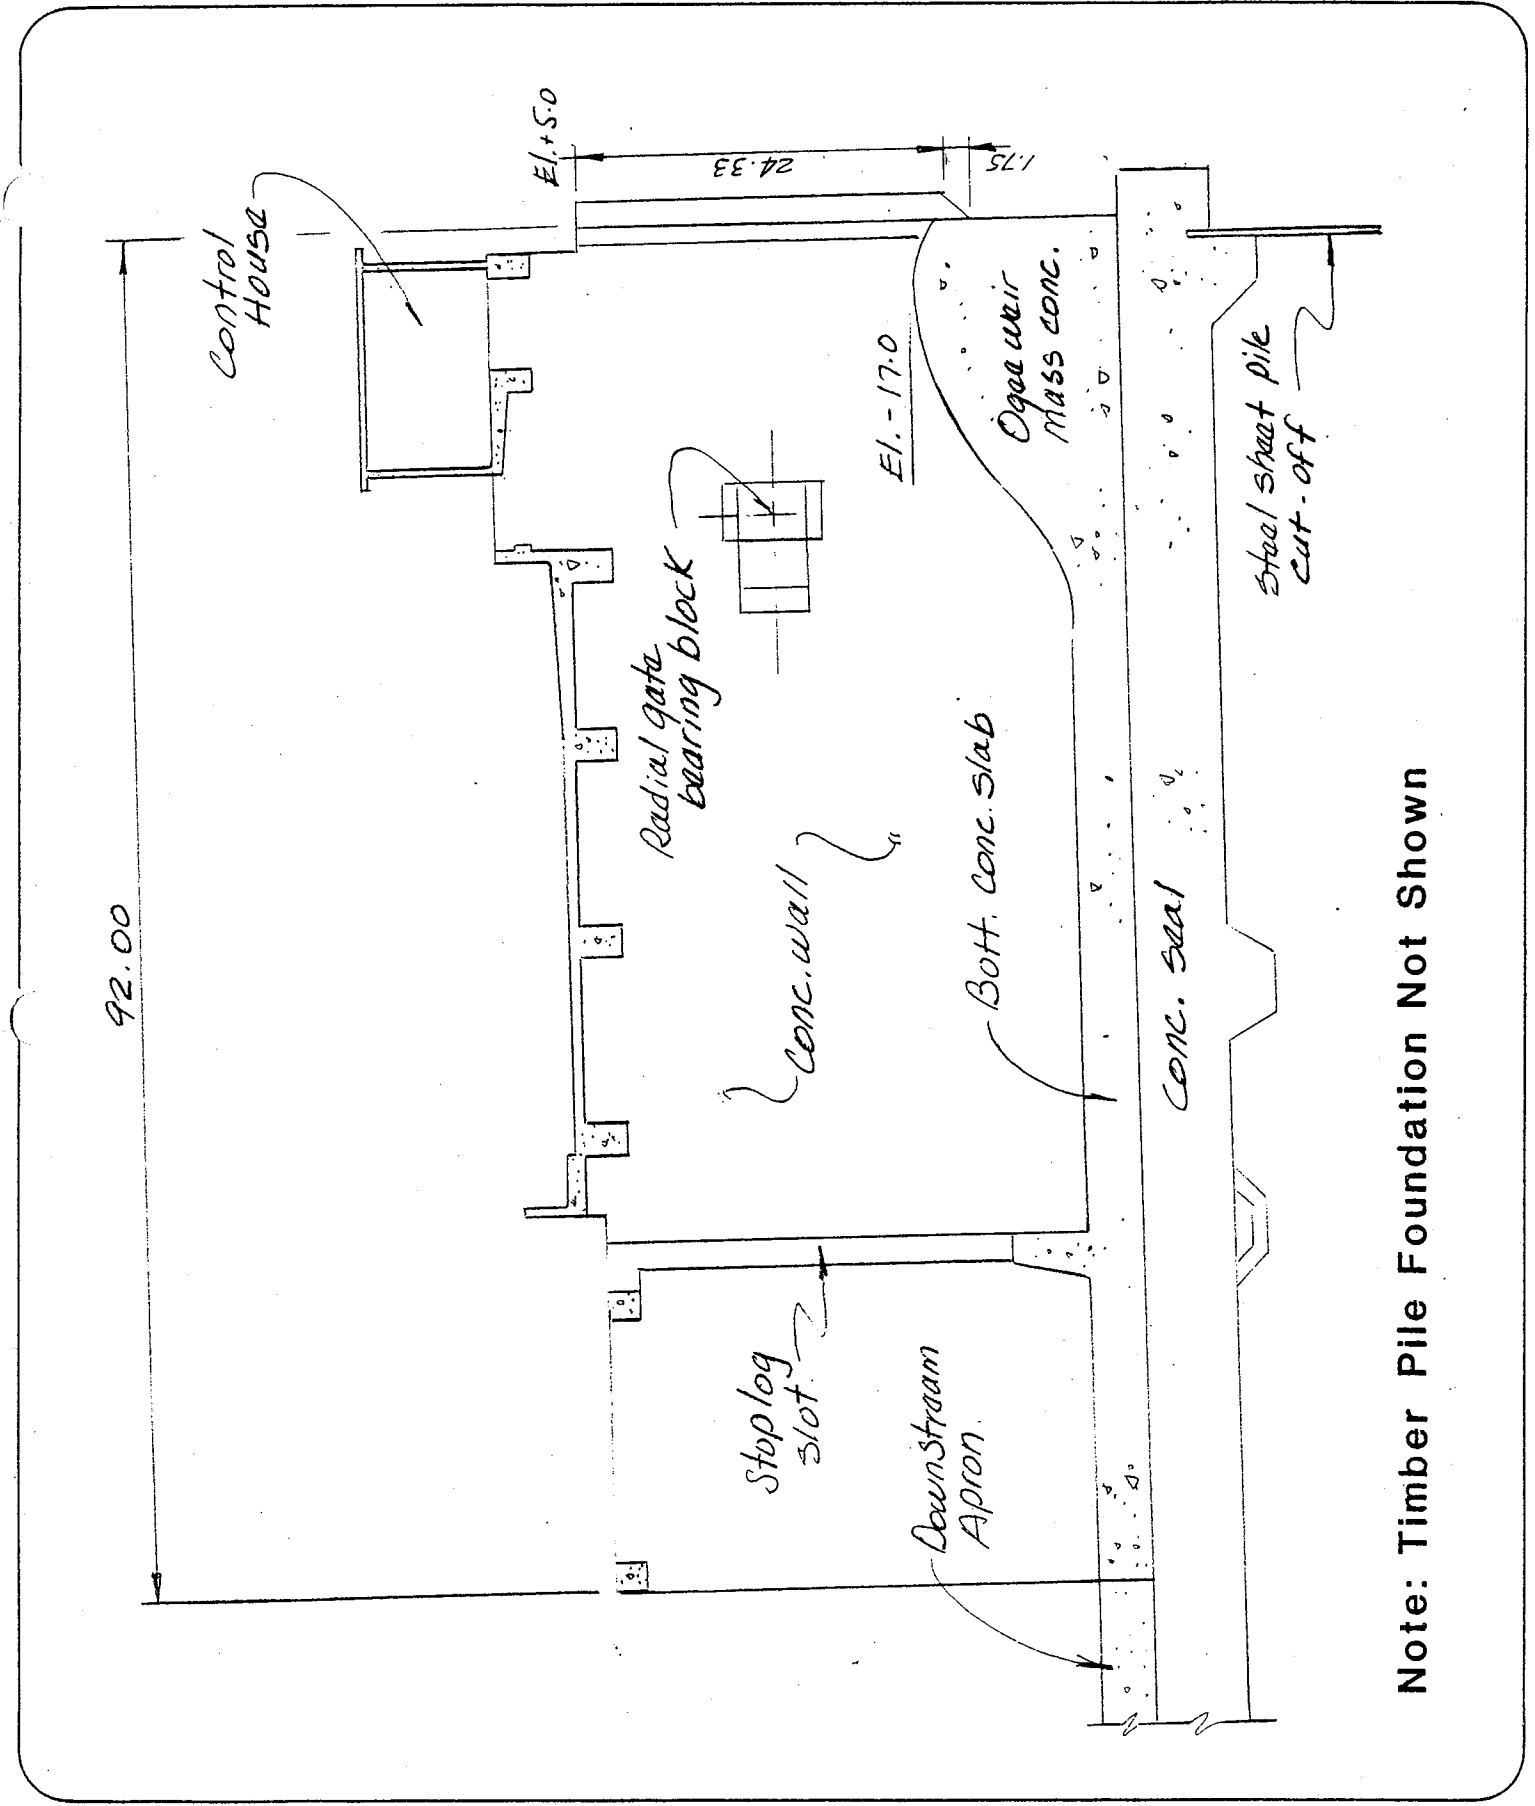 92.00
Control
House
El. +5.0
24.33
1.75
Radial gate
bearing block
El. -17.0
Ogee weir
Mass conc.
Conc. wall
Bott. conc. slab
Steel sheet pile
cut-off
Stoplog
slot
Downstream
Apron.
Conc. seal
Note: Timber Pile Foundation Not Shown